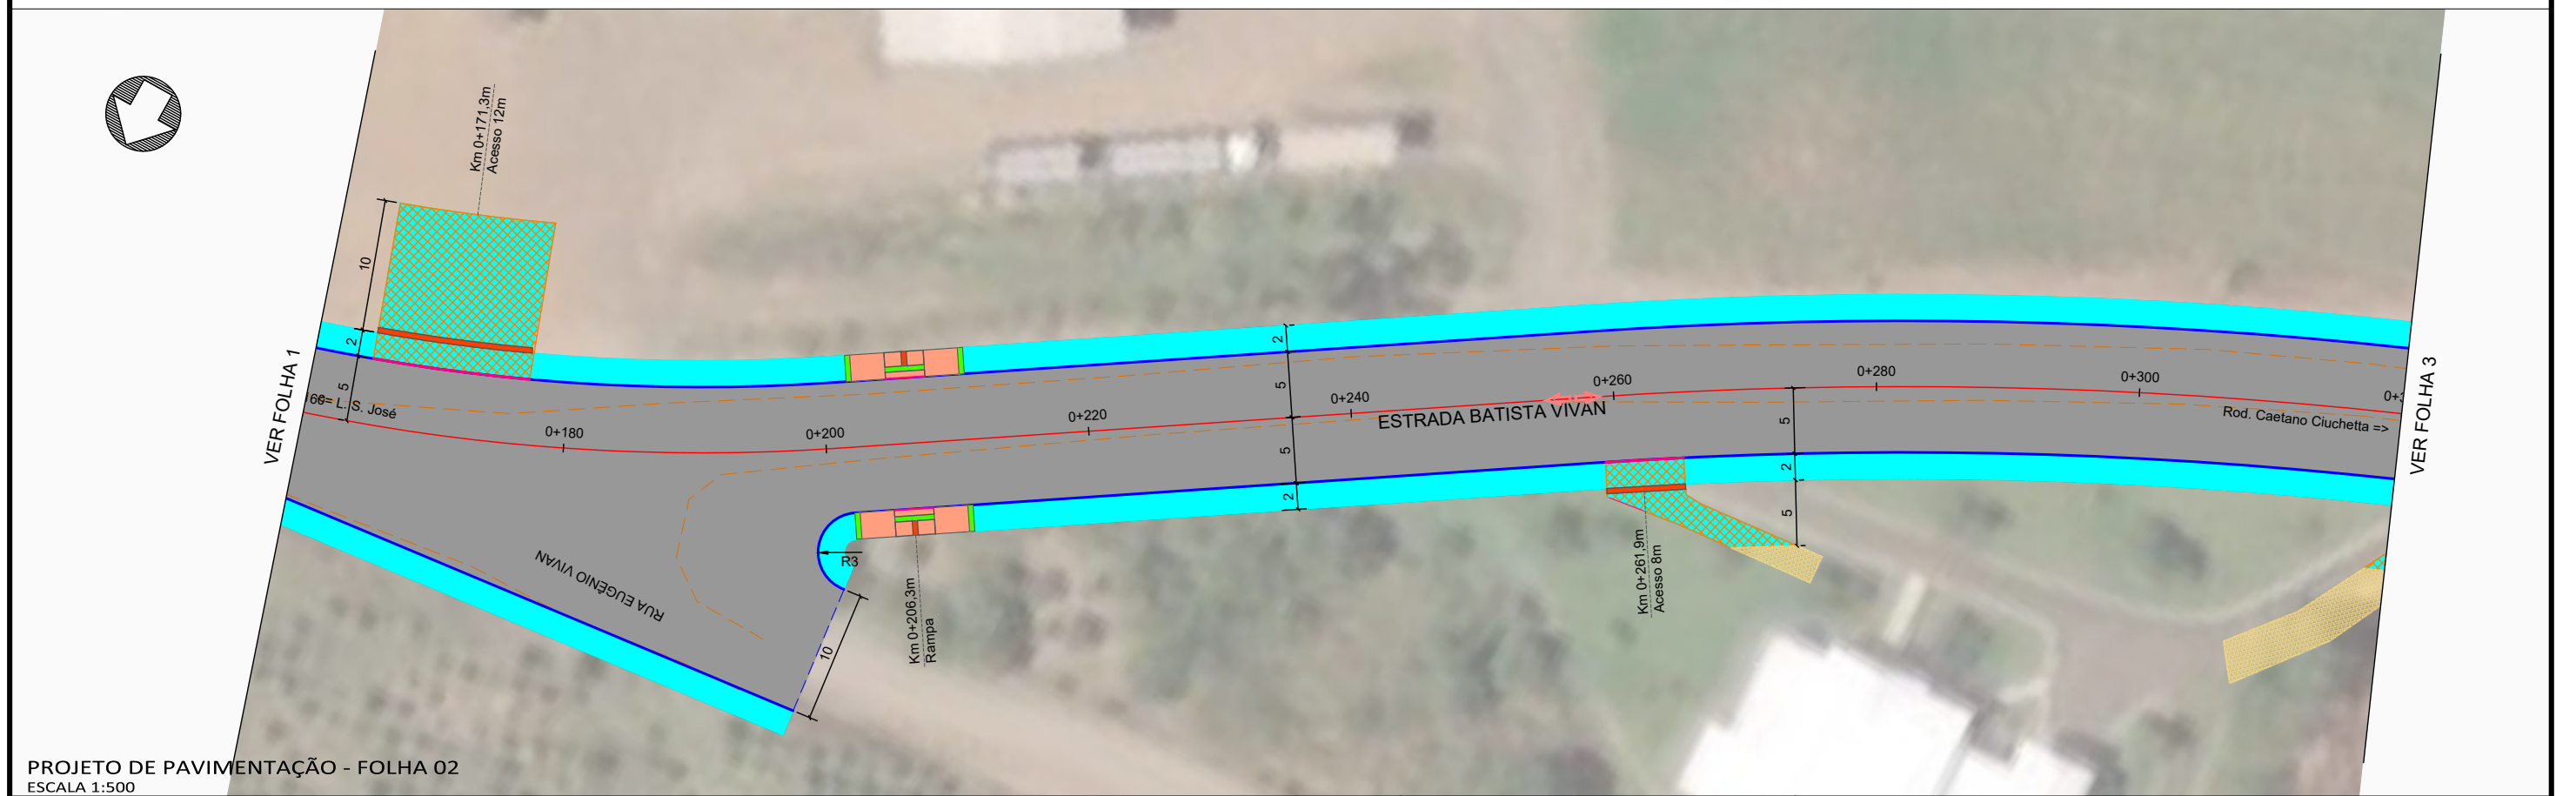 Km 0+171,3m
Acesso 12m
10
2
5
VER FOLHA 1
<= L. S. José
0+180
0+200
0+220
0+240
0+260
0+280
0+300
2
5
5
2
ESTRADA BATISTA VIVAN
5
2
5
Rod. Caetano Ciuchetta =>
VER FOLHA 3
R3
RUA EUGÊNIO VIVAN
10
Km 0+206,3m
Rampa
Km 0+261,9m
Acesso 8m
PROJETO DE PAVIMENTAÇÃO - FOLHA 02
ESCALA 1:500